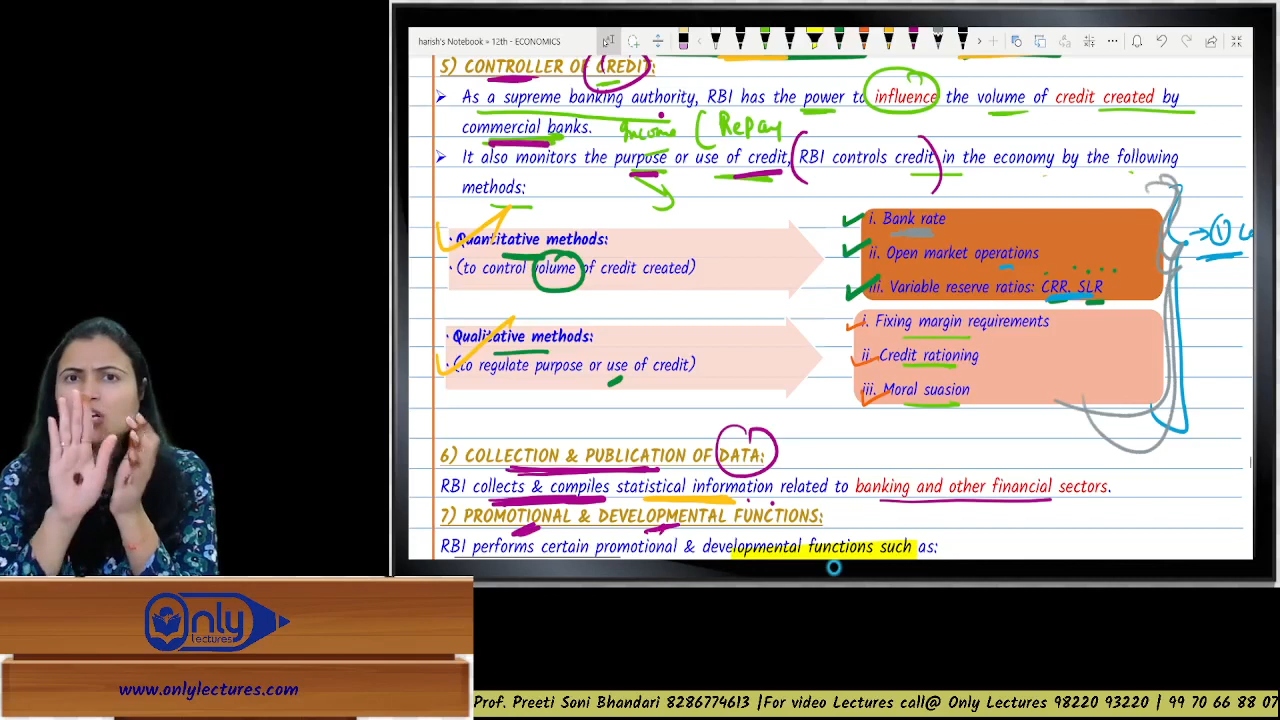 harish's Notebook » 12th - ECONOMICS
5) CONTROLLER OF CREDIT:
As a supreme banking authority, RBI has the power to influence the volume of credit created by
commercial banks.
Income (Repay
It also monitors the purpose or use of credit, RBI controls credit in the economy by the following
methods:
Quantitative methods:
(to control volume of credit created)
i. Bank rate
ii. Open market operations
iii. Variable reserve ratios: CRR, SLR
Qualitative methods:
(to regulate purpose or use of credit)
i. Fixing margin requirements
ii. Credit rationing
iii. Moral suasion
6) COLLECTION & PUBLICATION OF DATA:
RBI collects & compiles statistical information related to banking and other financial sectors.
7) PROMOTIONAL & DEVELOPMENTAL FUNCTIONS:
RBI performs certain promotional & developmental functions such as:
Only
lectures
www.onlylectures.com
Prof. Preeti Soni Bhandari 8286774613 |For video Lectures call@ Only Lectures 98220 93220 | 99 70 66 88 07